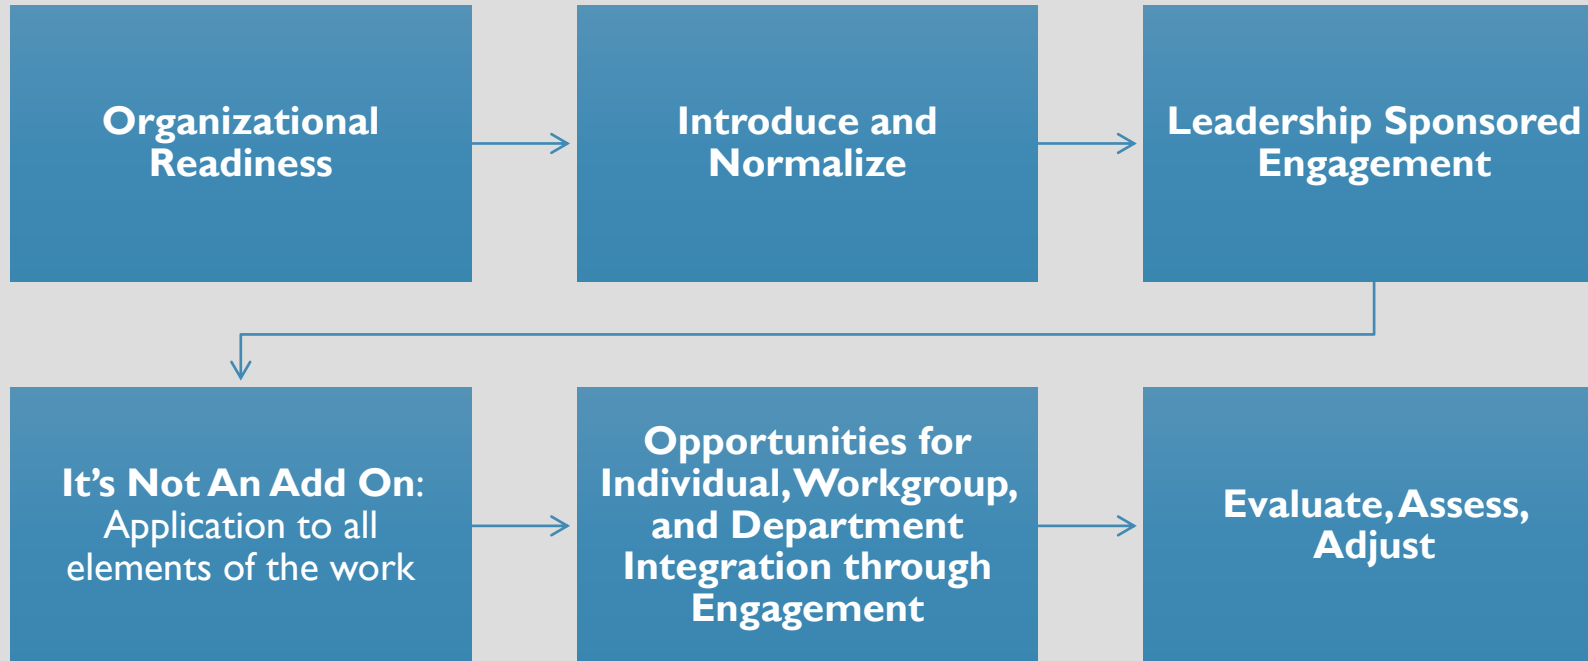 Organizational
Readiness
Introduce and
Normalize
Leadership Sponsored
Engagement
It’s Not An Add On:
Application to all
elements of the work
Opportunities for
Individual, Workgroup,
and Department
Integration through
Engagement
Evaluate, Assess,
Adjust